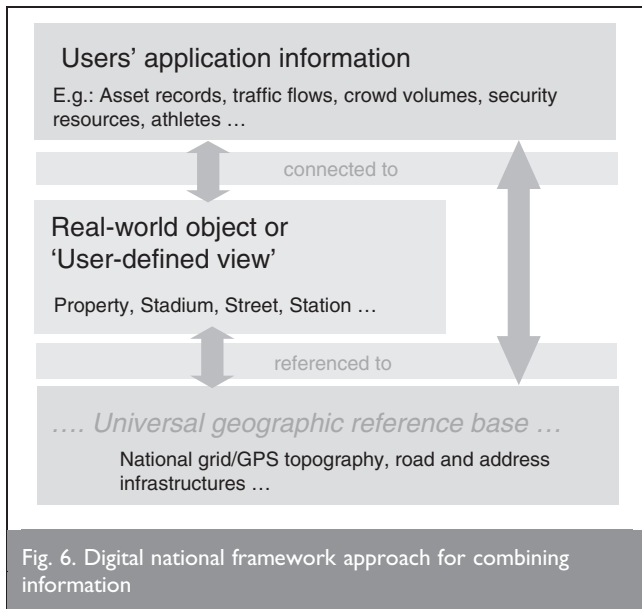 Users' application information
E.g.: Asset records, traffic flows, crowd volumes, security
resources, athletes ...
connected to
Real-world object or
'User-defined view'
Property, Stadium, Street, Station ...
referenced to
.... Universal geographic reference base ...
National grid/GPS topography, road and address
infrastructures ...
Fig. 6. Digital national framework approach for combining
information